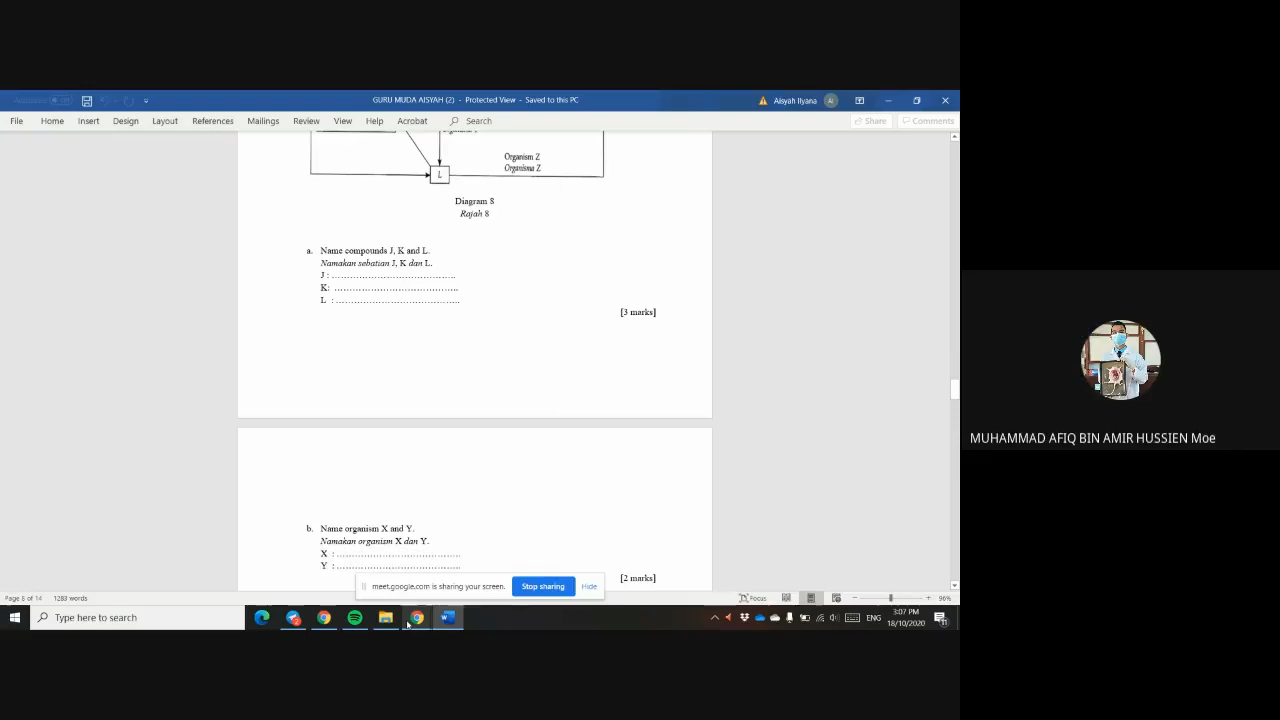 GURU MUDA AISYAH (2) - Protected View - Saved to this PC
Aisyah Ilyana
AI
File Home Insert Design Layout References Mailings Review View Help Acrobat Search
Share Comments
Organism Z
Organisma Z
L
Diagram 8
Rajah 8
a. Name compounds J, K and L.
Namakan sebatian J, K dan L.
J : ……………………………………..
K: …………………………………..
L : …………………………………..
[3 marks]
MUHAMMAD AFIQ BIN AMIR HUSSIEN Moe
b. Name organism X and Y.
Namakan organism X dan Y.
X : ……………………………………
Y : ……………………………………
[2 marks]
meet.google.com is sharing your screen. Stop sharing Hide
Page 8 of 14 1283 words
Focus
96%
Type here to search
ENG
3:07 PM
18/10/2020